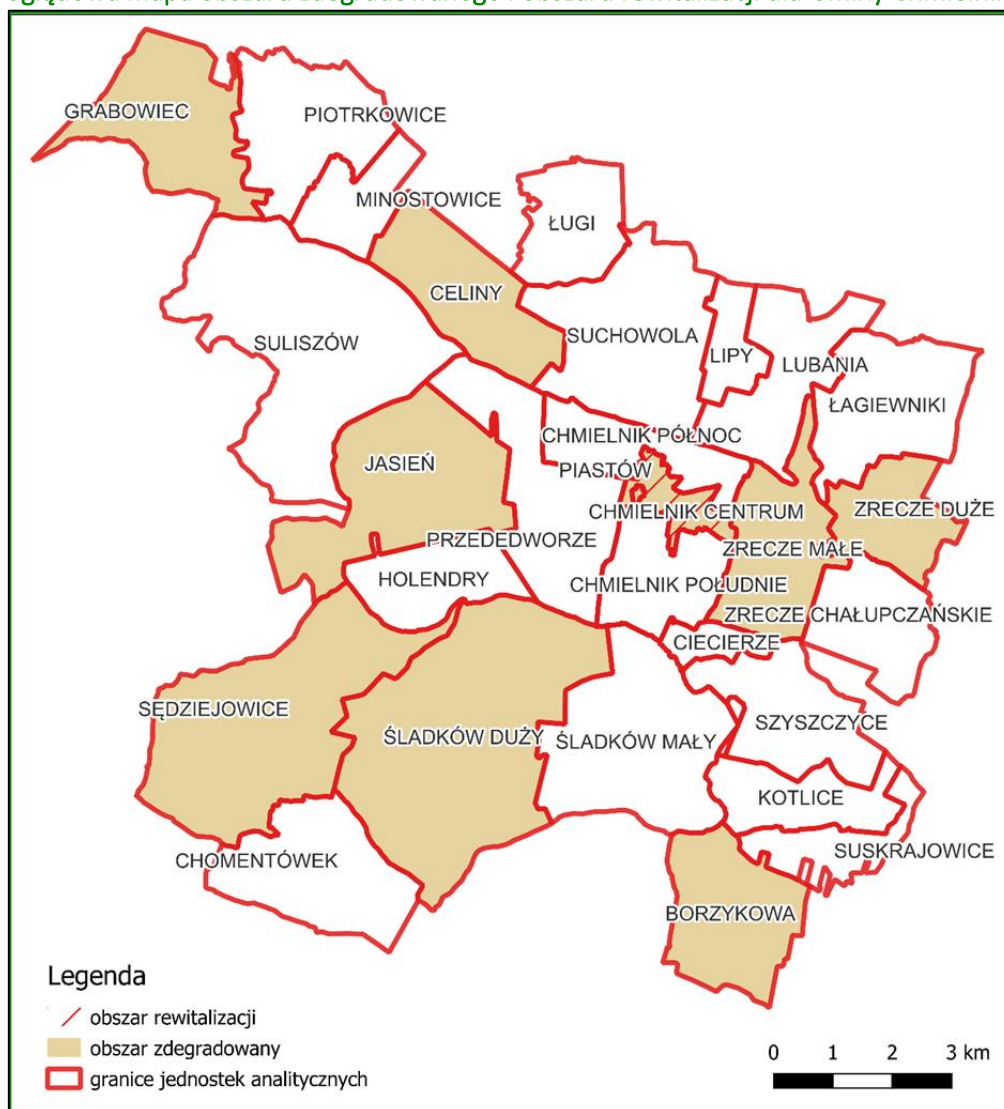 GRABOWIEC
PIOTRKOWICE
MINOSTOWICE
ŁUGI
CELINY
SULISZÓW
SUCHOWOLA
LIPY
LUBANIA
ŁAGIEWNIKI
CHMIELNIK PÓŁNOC
JASIEŃ
PIASTÓW
CHMIELNIK CENTRUM
ZRECZE DUŻE
PRZEDEDWORZE
ZRECZE MAŁE
HOLENDRY
CHMIELNIK POŁUDNIE
ZRECZE CHAŁUPCZAŃSKIE
CIECIERZE
SĘDZIEJOWICE
SZYSZCZYCE
ŚLADKÓW DUŻY
ŚLADKÓW MAŁY
KOTLICE
CHOMENTÓWEK
SUSKRAJOWICE
BORZYKOWA
Legenda
obszar rewitalizacji
obszar zdegradowany
granice jednostek analitycznych
0 1 2 3 km